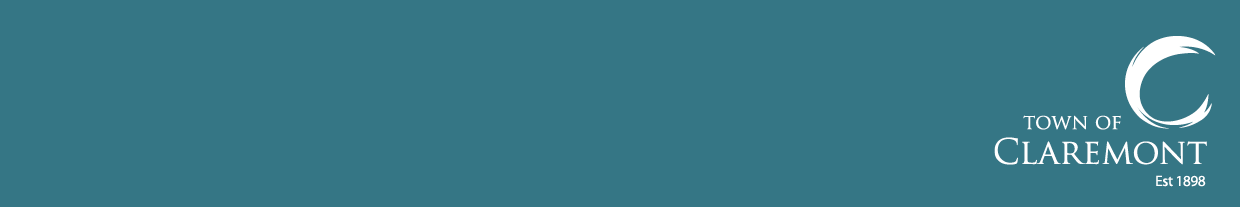 TOWN OF
CLAREMONT
Est 1898